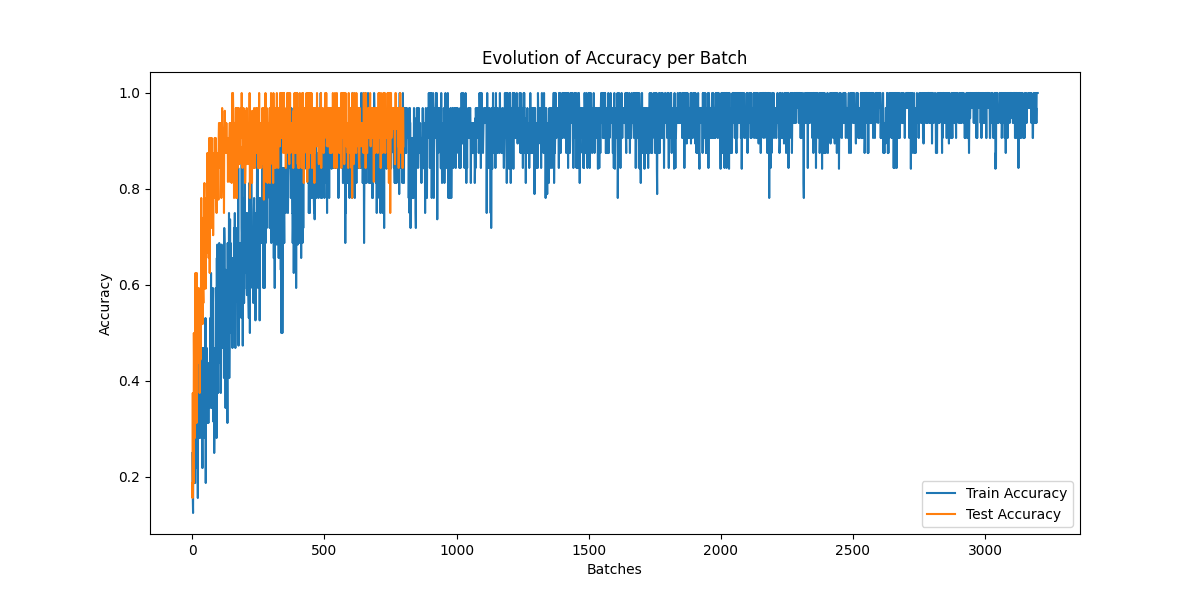 Evolution of Accuracy per Batch
Accuracy
1.0
0.8
0.6
0.4
0.2
0 500 1000 1500 2000 2500 3000
Batches
Train Accuracy
Test Accuracy